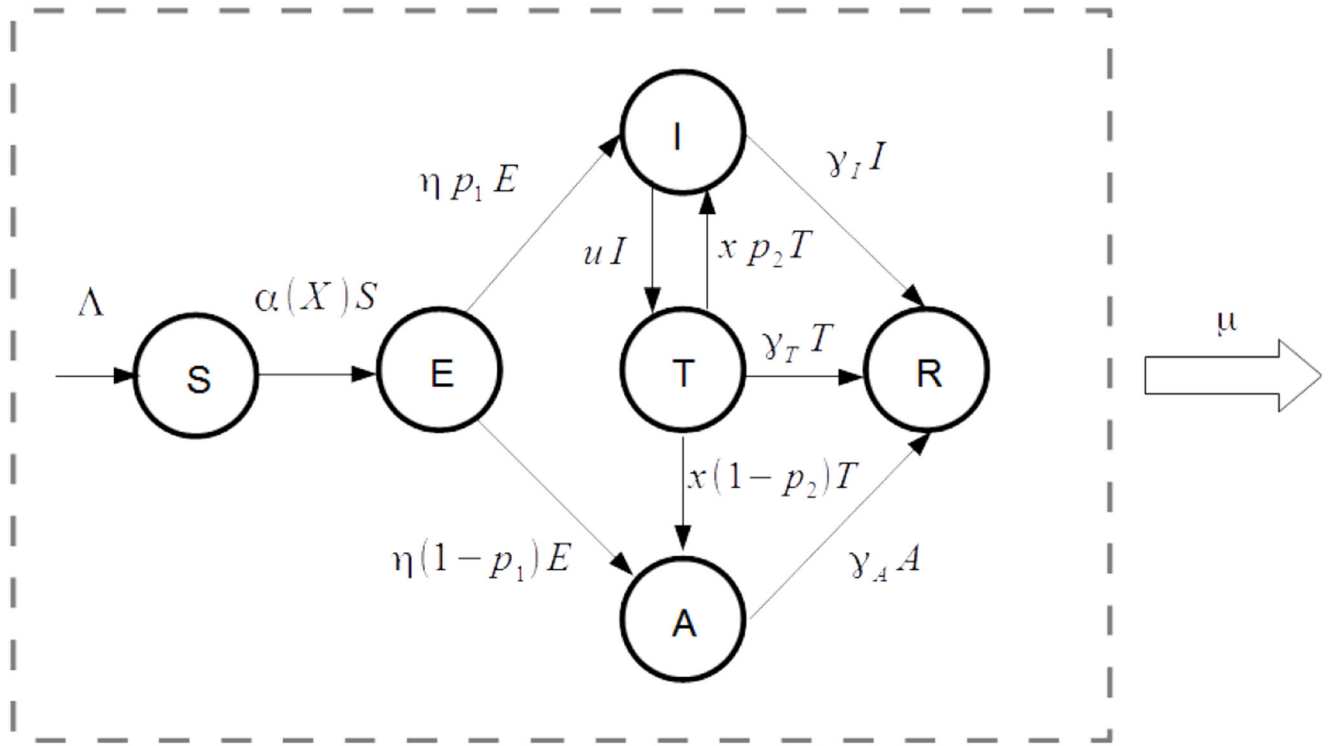 I
γ_I I
η p₁ E
u I
x p₂ T
Λ
α(X)S
μ
γ_T T
S
E
T
R
x(1−p₂)T
η(1−p₁)E
γ_A A
A